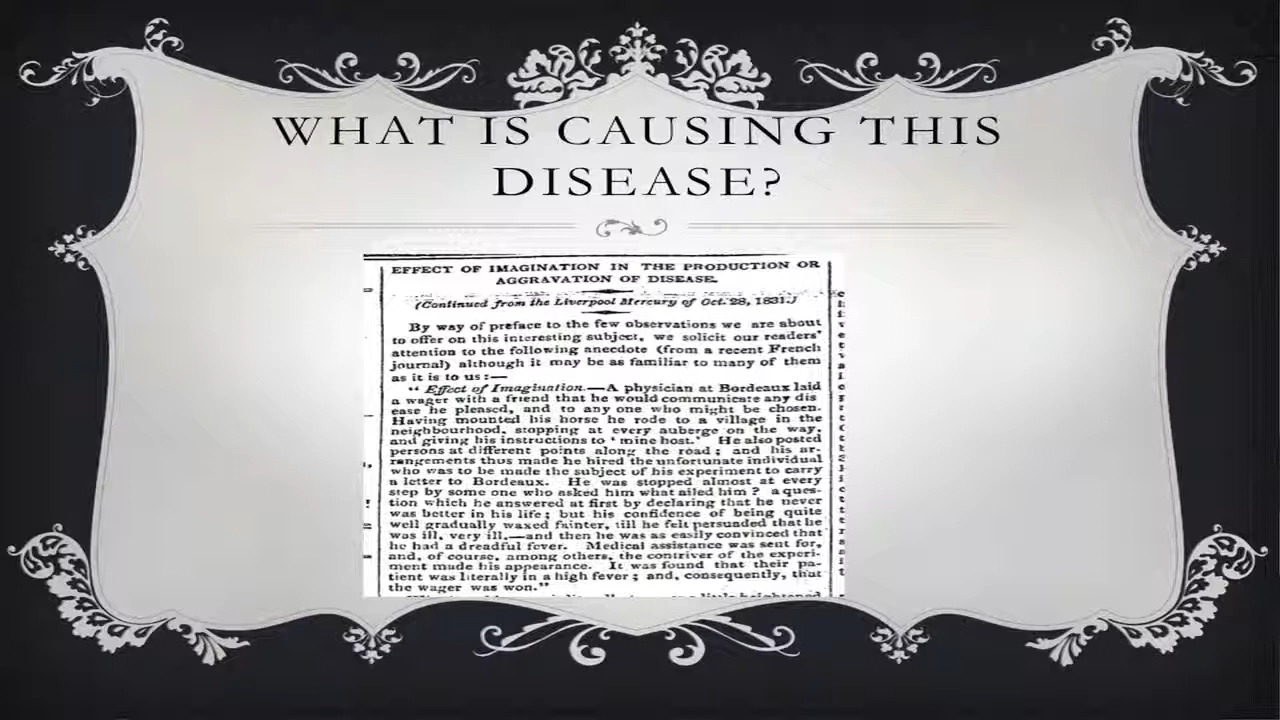 WHAT IS CAUSING THIS
DISEASE?
EFFECT OF IMAGINATION IN THE PRODUCTION OR
AGGRAVATION OF DISEASE.
(Continued from the Liverpool Mercury of Oct. 28, 1831.)
By way of preface to the few observations we are about
to offer on this interesting subject, we solicit our readers'
attention to the following anecdote (from a recent French
journal) although it may be as familiar to many of them
as it is to us:—
“ Effect of Imagination.—A physician at Bordeaux laid
a wager with a friend that he would communicate any dis
ease he pleased, and to any one who might be chosen.
Having mounted his horse he rode to a village in the
neighbourhood, stopping at every auberge on the way,
and giving his instructions to ‘ mine host.’ He also posted
persons at different points along the road; and his ar-
rangements thus made he hired the unfortunate individual
who was to be made the subject of his experiment to carry
a letter to Bordeaux. He was stopped almost at every
step by some one who asked him what ailed him ? a ques-
tion which he answered at first by declaring that he never
was better in his life; but his confidence of being quite
well gradually waxed fainter, till he felt persuaded that he
was ill, very ill,—and then he was as easily convinced that
he had a dreadful fever. Medical assistance was sent for,
and, of course, among others, the contriver of the experi-
ment made his appearance. It was found that their pa-
tient was literally in a high fever; and, consequently, that
the wager was won.”